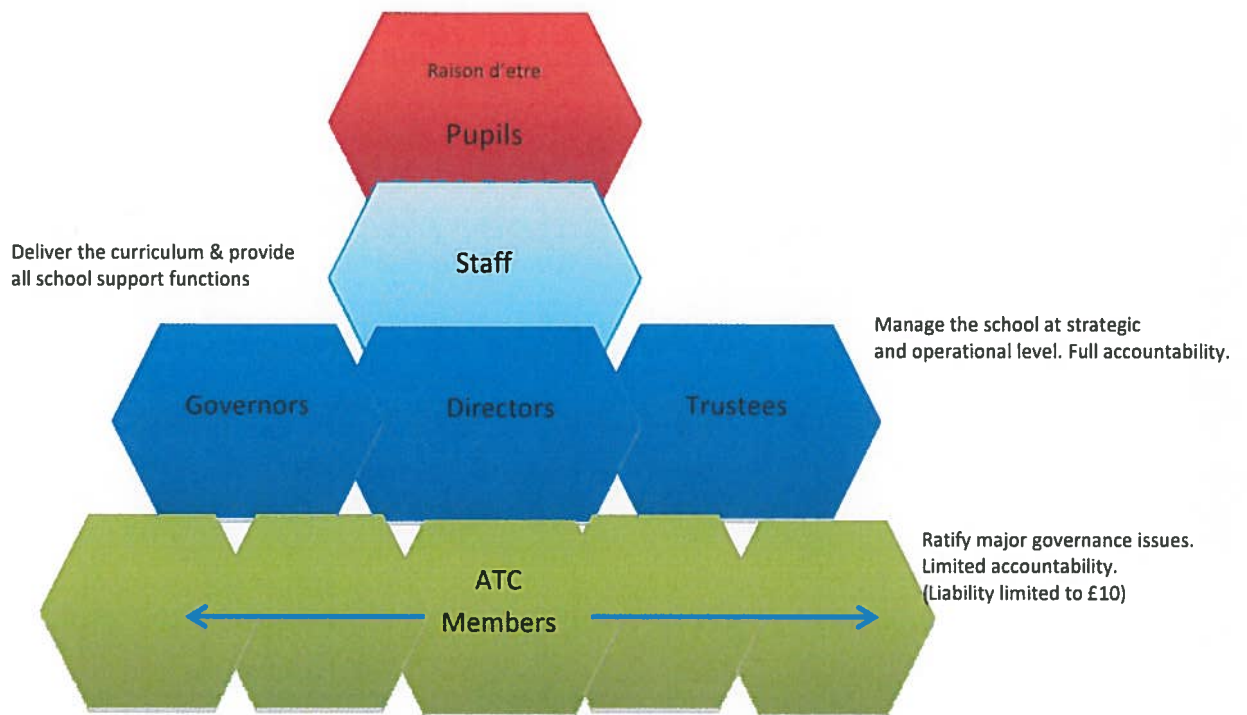 Raison d'etre
Pupils
Deliver the curriculum & provide
all school support functions
Staff
Manage the school at strategic
and operational level. Full accountability.
Governors
Directors
Trustees
Ratify major governance issues.
Limited accountability.
(Liability limited to £10)
ATC
Members